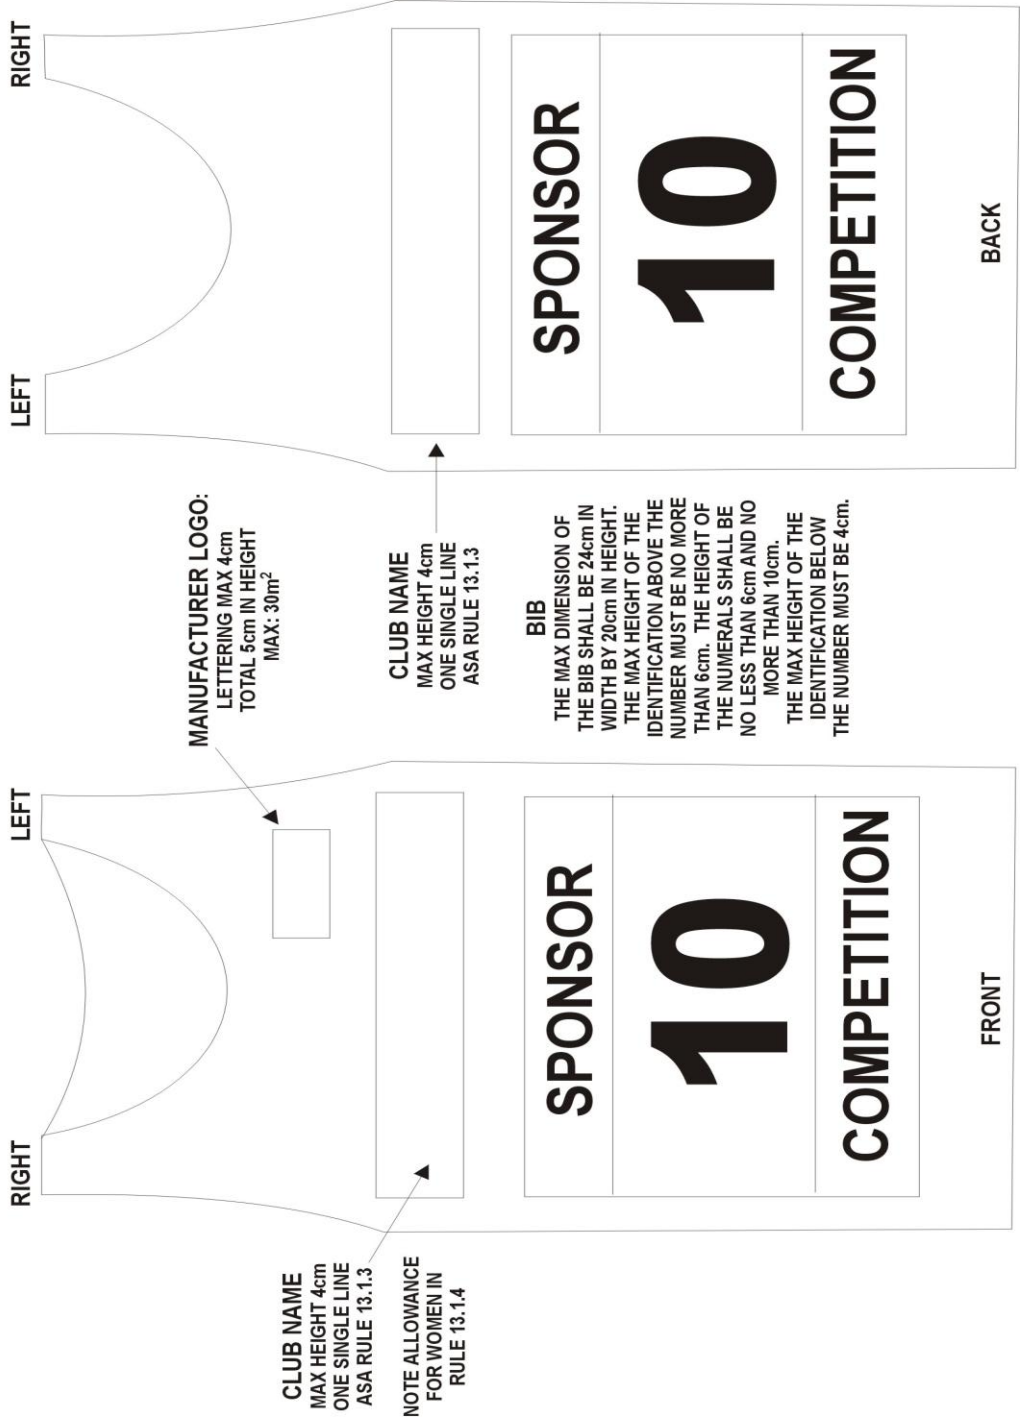 RIGHT
LEFT
CLUB NAME
MAX HEIGHT 4cm
ONE SINGLE LINE
ASA RULE 13.1.3
NOTE ALLOWANCE
FOR WOMEN IN
RULE 13.1.4
SPONSOR
10
COMPETITION
FRONT
MANUFACTURER LOGO:
LETTERING MAX 4cm
TOTAL 5cm IN HEIGHT
MAX: 30m²
CLUB NAME
MAX HEIGHT 4cm
ONE SINGLE LINE
ASA RULE 13.1.3
BIB
THE MAX DIMENSION OF
THE BIB SHALL BE 24cm IN
WIDTH BY 20cm IN HEIGHT.
THE MAX HEIGHT OF THE
IDENTIFICATION ABOVE THE
NUMBER MUST BE NO MORE
THAN 6cm. THE HEIGHT OF
THE NUMERALS SHALL BE
NO LESS THAN 6cm AND NO
MORE THAN 10cm.
THE MAX HEIGHT OF THE
IDENTIFICATION BELOW
THE NUMBER MUST BE 4cm.
LEFT
RIGHT
SPONSOR
10
COMPETITION
BACK